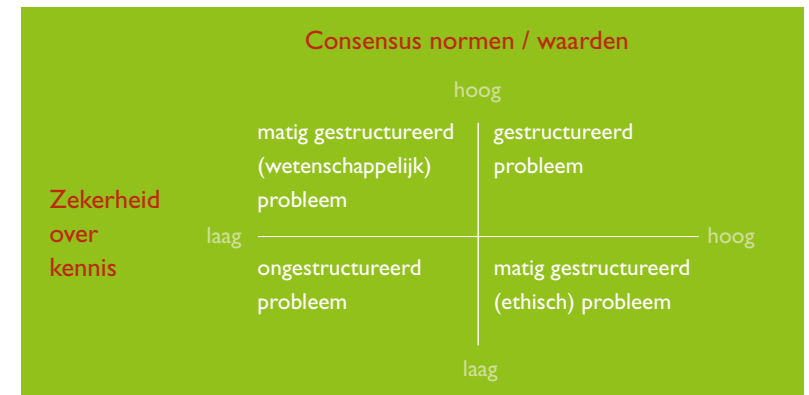 Consensus normen / waarden
hoog
matig gestructureerd
(wetenschappelijk)
probleem
gestructureerd
probleem
Zekerheid
over
kennis
laag
hoog
ongestructureerd
probleem
matig gestructureerd
(ethisch) probleem
laag